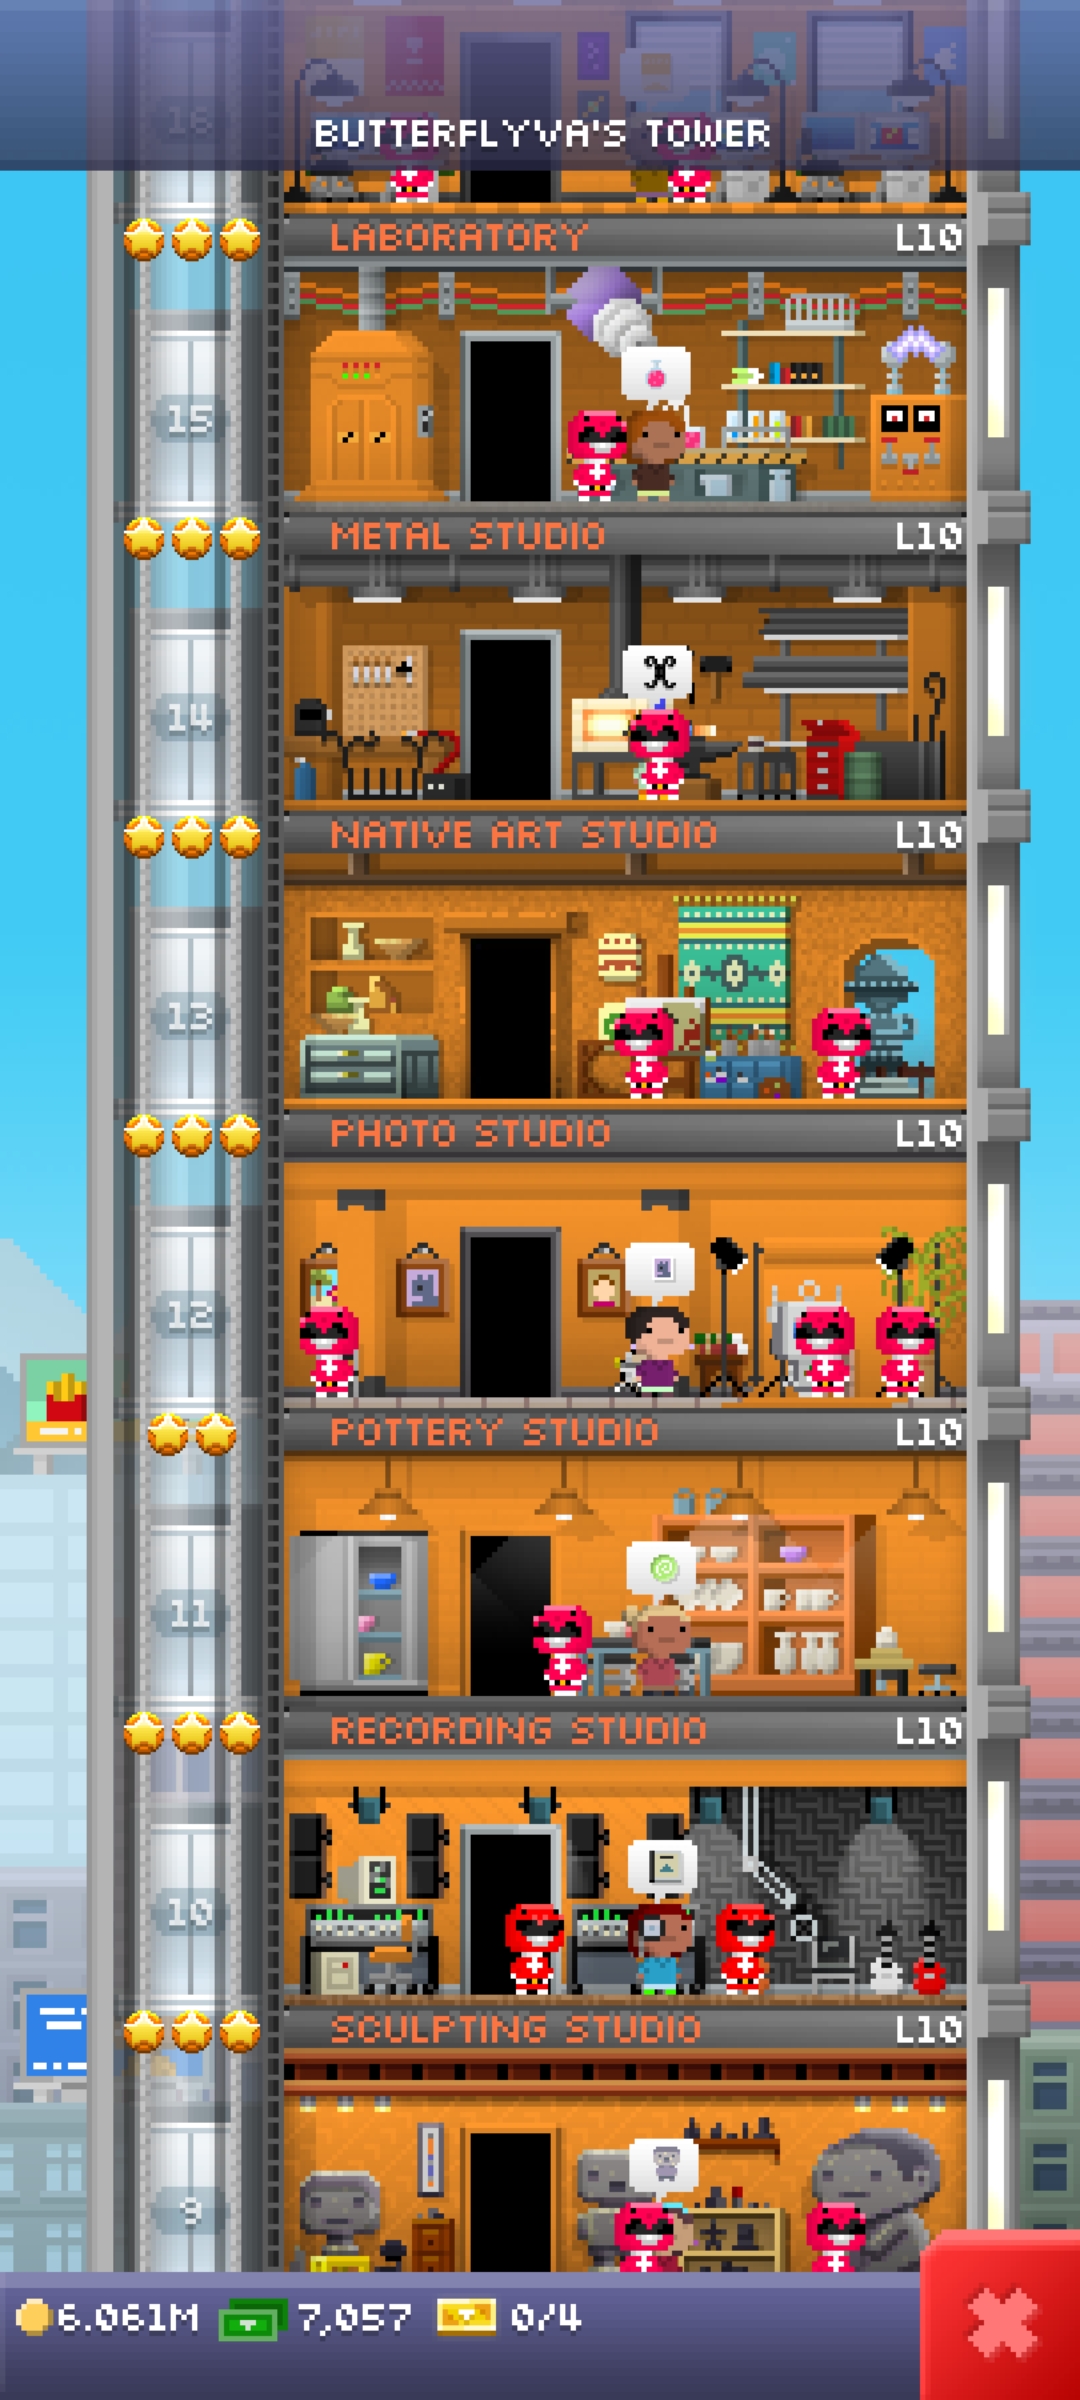 16
BUTTERFLYVA'S TOWER
LABORATORY L10
15
METAL STUDIO L10
14
NATIVE ART STUDIO L10
13
PHOTO STUDIO L10
12
POTTERY STUDIO L10
11
RECORDING STUDIO L10
10
SCULPTING STUDIO L10
9
6.061M 7,057 0/4